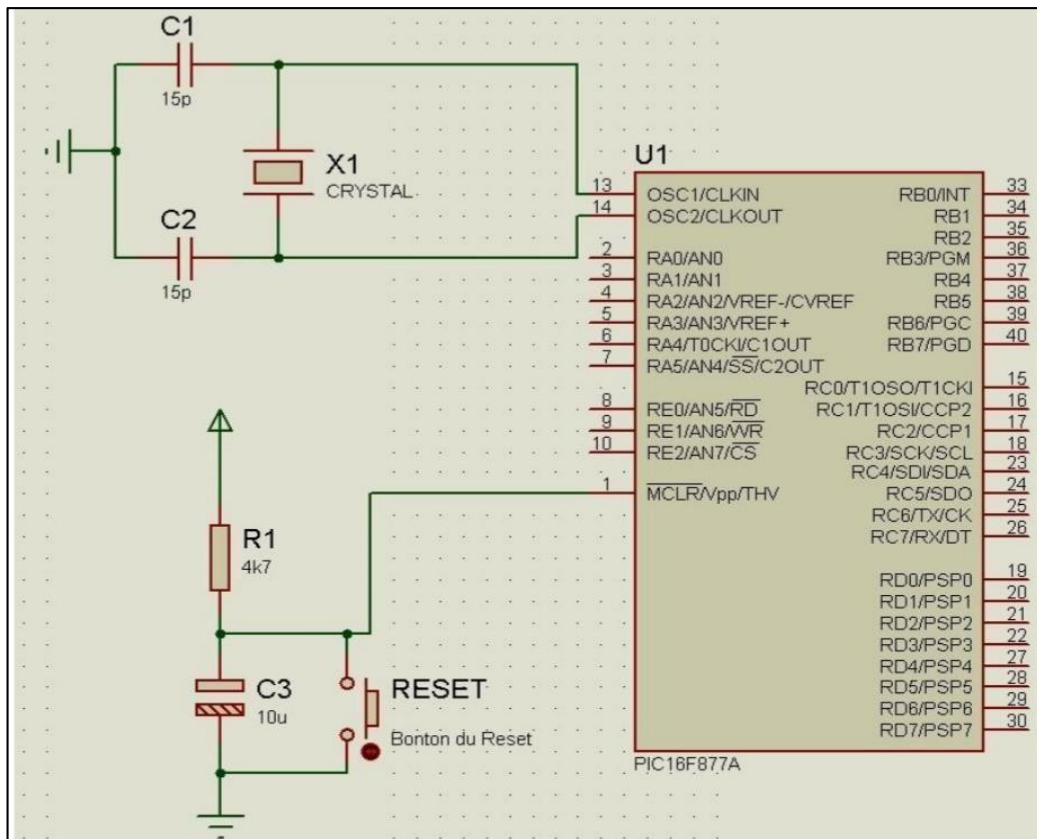 C1
15p
X1
CRYSTAL
C2
15p
U1
13 OSC1/CLKIN
14 OSC2/CLKOUT
2 RA0/AN0
3 RA1/AN1
4 RA2/AN2/VREF-/CVREF
5 RA3/AN3/VREF+
6 RA4/T0CKI/C1OUT
7 RA5/AN4/SS/C2OUT
8 RE0/AN5/RD
9 RE1/AN6/WR
10 RE2/AN7/CS
1 MCLR/Vpp/THV
RB0/INT 33
RB1 34
RB2 35
RB3/PGM 36
RB4 37
RB5 38
RB6/PGC 39
RB7/PGD 40
RC0/T1OSO/T1CKI 15
RC1/T1OSI/CCP2 16
RC2/CCP1 17
RC3/SCK/SCL 18
RC4/SDI/SDA 23
RC5/SDO 24
RC6/TX/CK 25
RC7/RX/DT 26
RD0/PSP0 19
RD1/PSP1 20
RD2/PSP2 21
RD3/PSP3 22
RD4/PSP4 27
RD5/PSP5 28
RD6/PSP6 29
RD7/PSP7 30
PIC16F877A
R1
4k7
C3
10u
RESET
Bonton du Reset